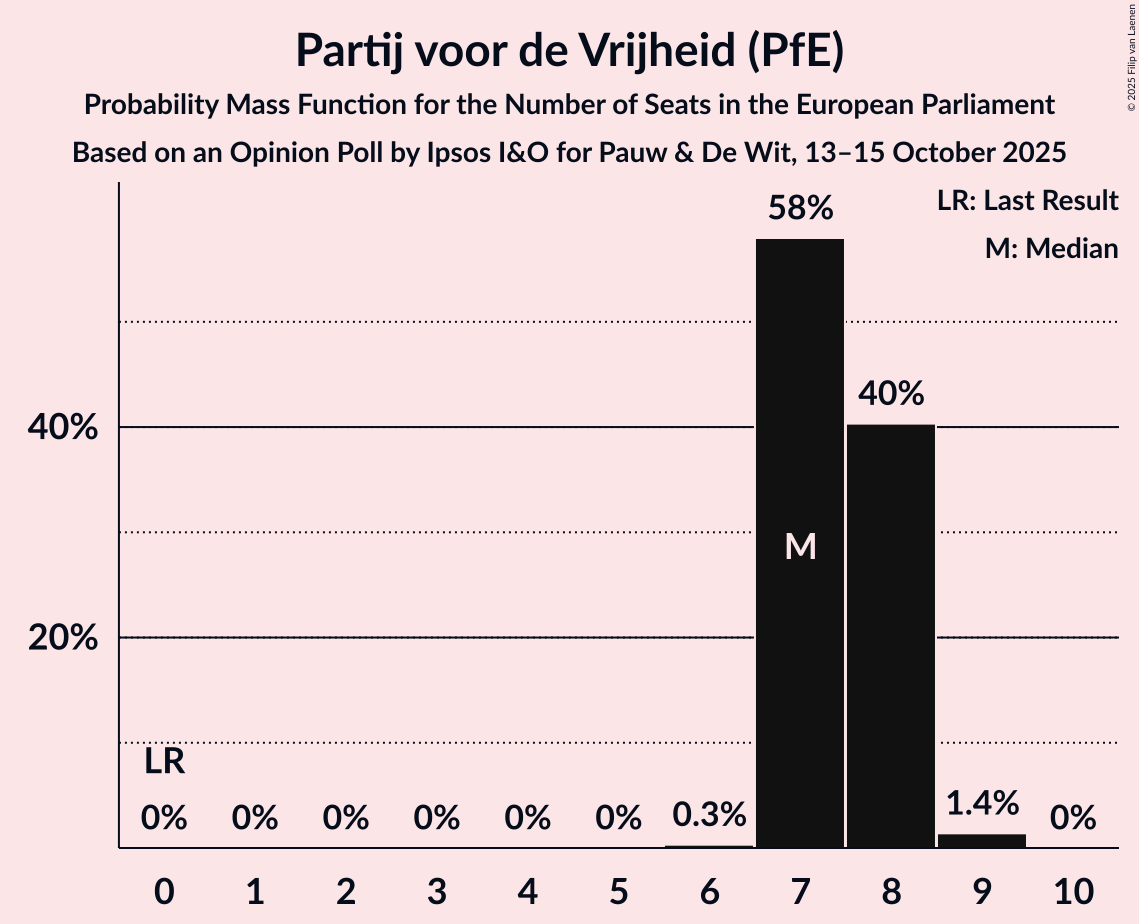 Partij voor de Vrijheid (PfE)
Probability Mass Function for the Number of Seats in the European Parliament
Based on an Opinion Poll by Ipsos I&O for Pauw & De Wit, 13–15 October 2025
© 2025 Filip van Laenen
LR: Last Result
M: Median
58%
40%
40%
M
20%
LR
0% 0% 0% 0% 0% 0% 0.3% 1.4% 0%
0 1 2 3 4 5 6 7 8 9 10